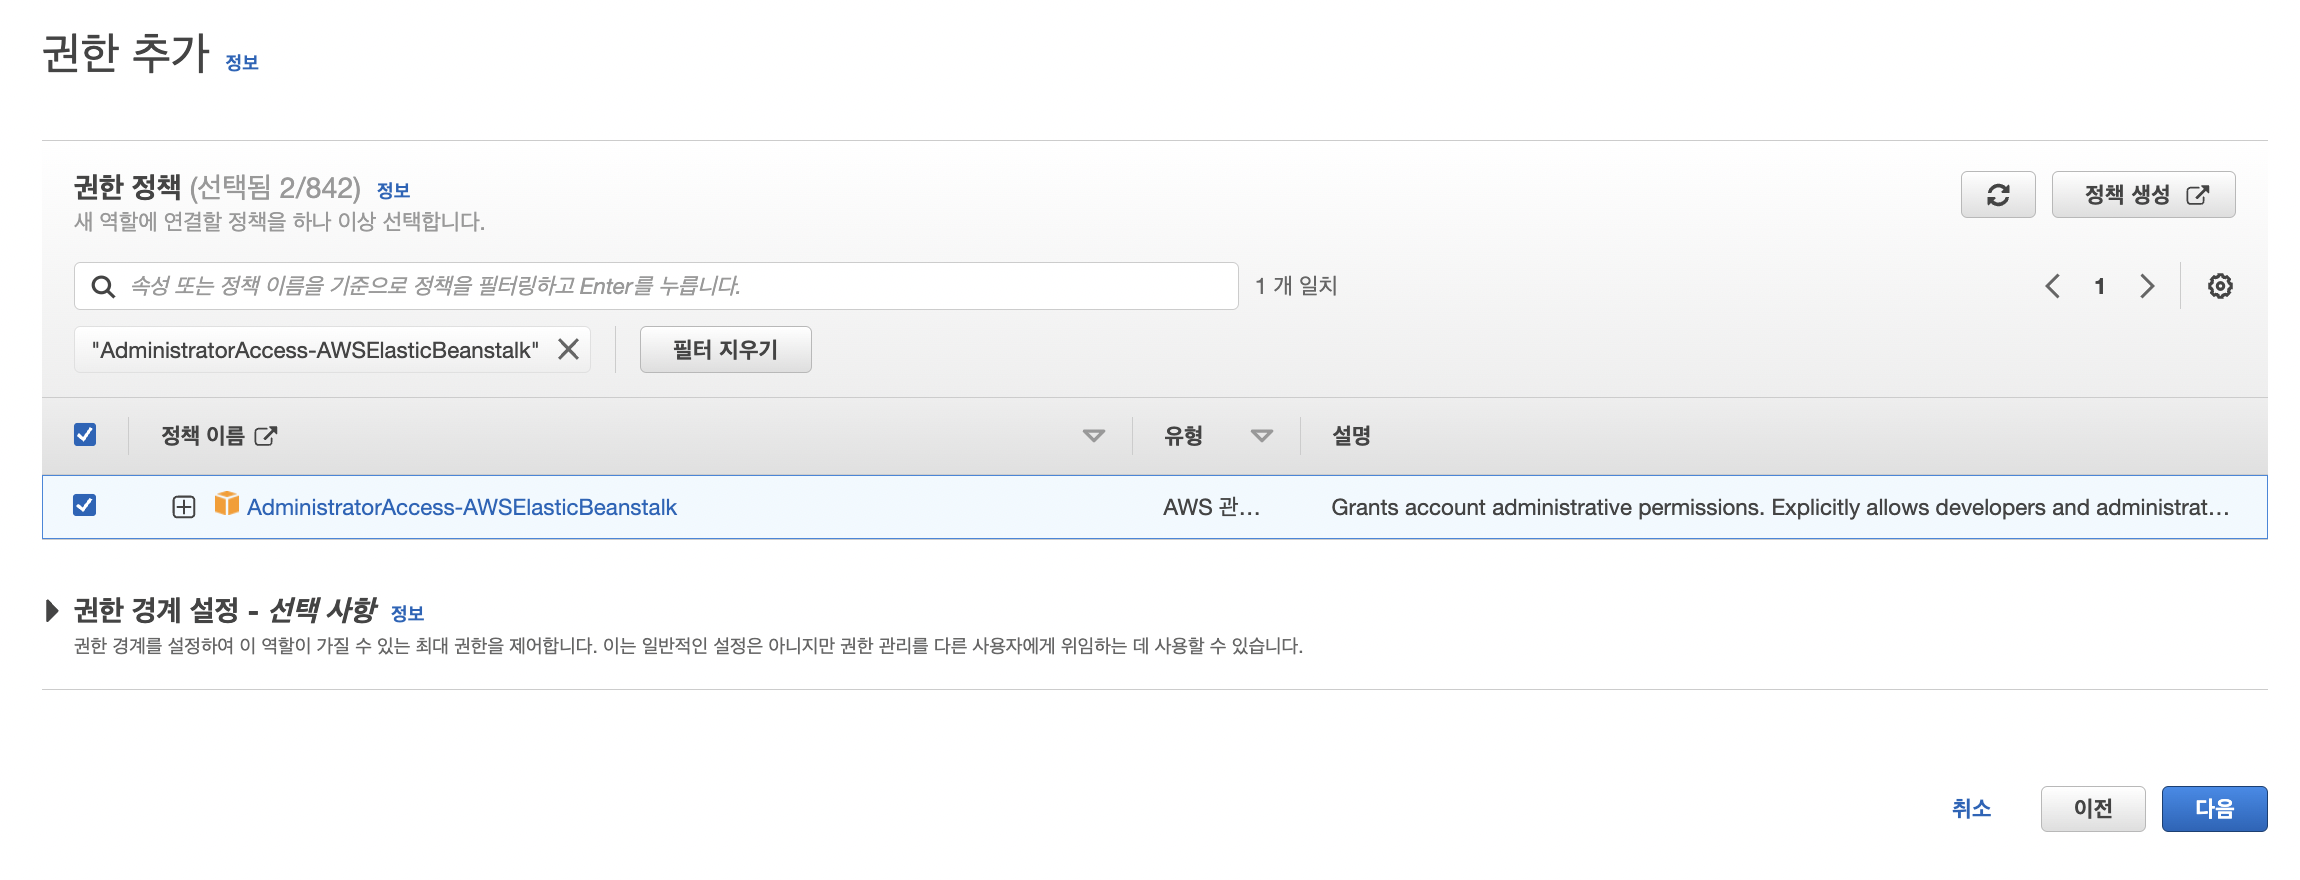 권한 추가 정보
권한 정책 (선택됨 2/842) 정보
새 역할에 연결할 정책을 하나 이상 선택합니다.
정책 생성
속성 또는 정책 이름을 기준으로 정책을 필터링하고 Enter를 누릅니다.
1 개 일치
1
"AdministratorAccess-AWSElasticBeanstalk"
필터 지우기
정책 이름 유형 설명
AdministratorAccess-AWSElasticBeanstalk AWS 관... Grants account administrative permissions. Explicitly allows developers and administrat...
권한 경계 설정 - 선택 사항 정보
권한 경계를 설정하여 이 역할이 가질 수 있는 최대 권한을 제어합니다. 이는 일반적인 설정은 아니지만 권한 관리를 다른 사용자에게 위임하는 데 사용할 수 있습니다.
취소 이전 다음